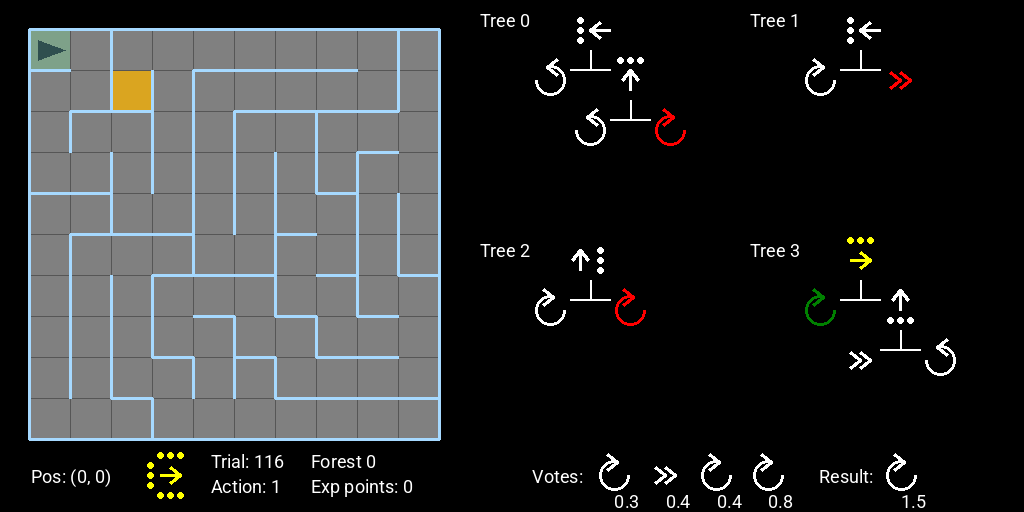 Tree 0
Tree 1
Tree 2
Tree 3
Pos: (0, 0)
Trial: 116
Forest 0
Action: 1
Exp points: 0
Votes:
0.3
0.4
0.4
0.8
Result:
1.5